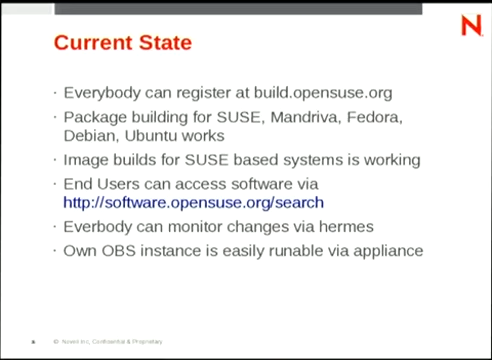 N
Current State
· Everybody can register at build.opensuse.org
· Package building for SUSE, Mandriva, Fedora,
Debian, Ubuntu works
· Image builds for SUSE based systems is working
· End Users can access software via
http://software.opensuse.org/search
· Everbody can monitor changes via hermes
· Own OBS instance is easily runable via appliance
© Novell Inc, Confidential & Proprietary